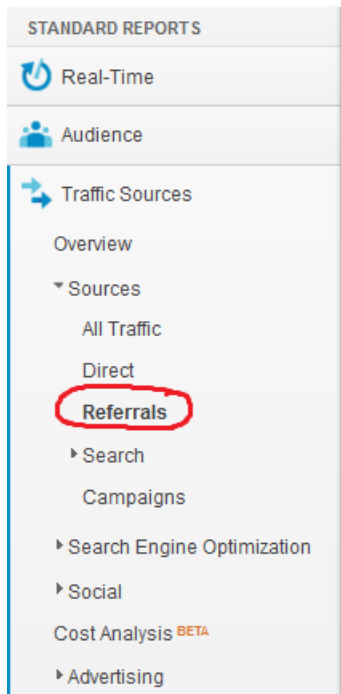 STANDARD REPORTS
Real-Time
Audience
Traffic Sources
Overview
Sources
All Traffic
Direct
Referrals
Search
Campaigns
Search Engine Optimization
Social
Cost Analysis BETA
Advertising